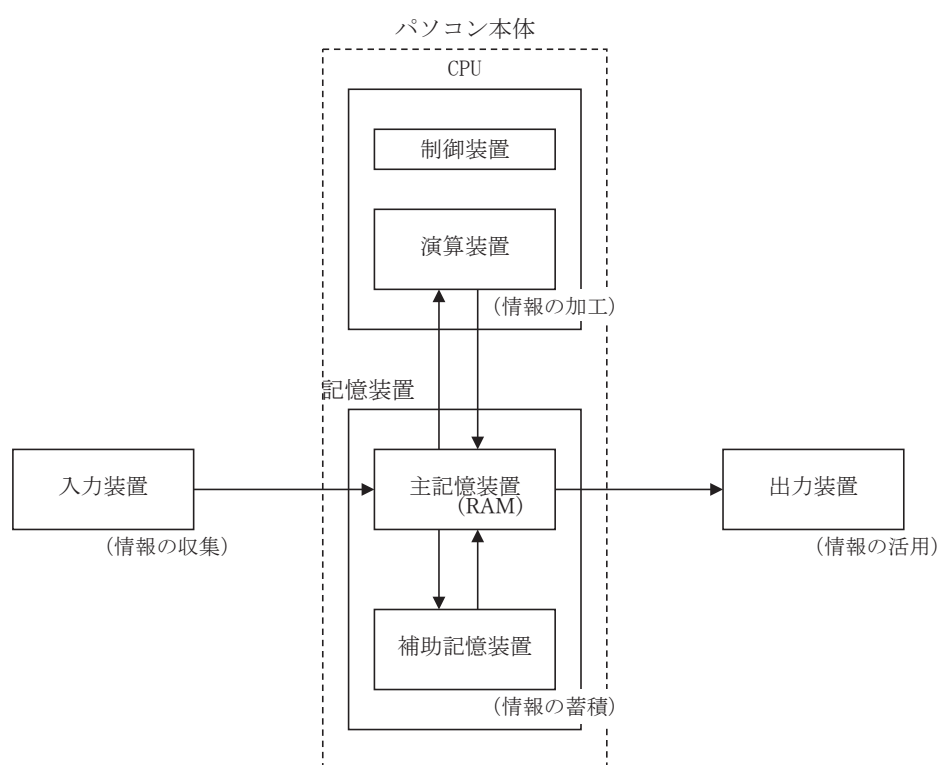 パソコン本体
CPU
制御装置
演算装置
(情報の加工)
記憶装置
入力装置
(情報の収集)
主記憶装置
(RAM)
出力装置
(情報の活用)
補助記憶装置
(情報の蓄積)